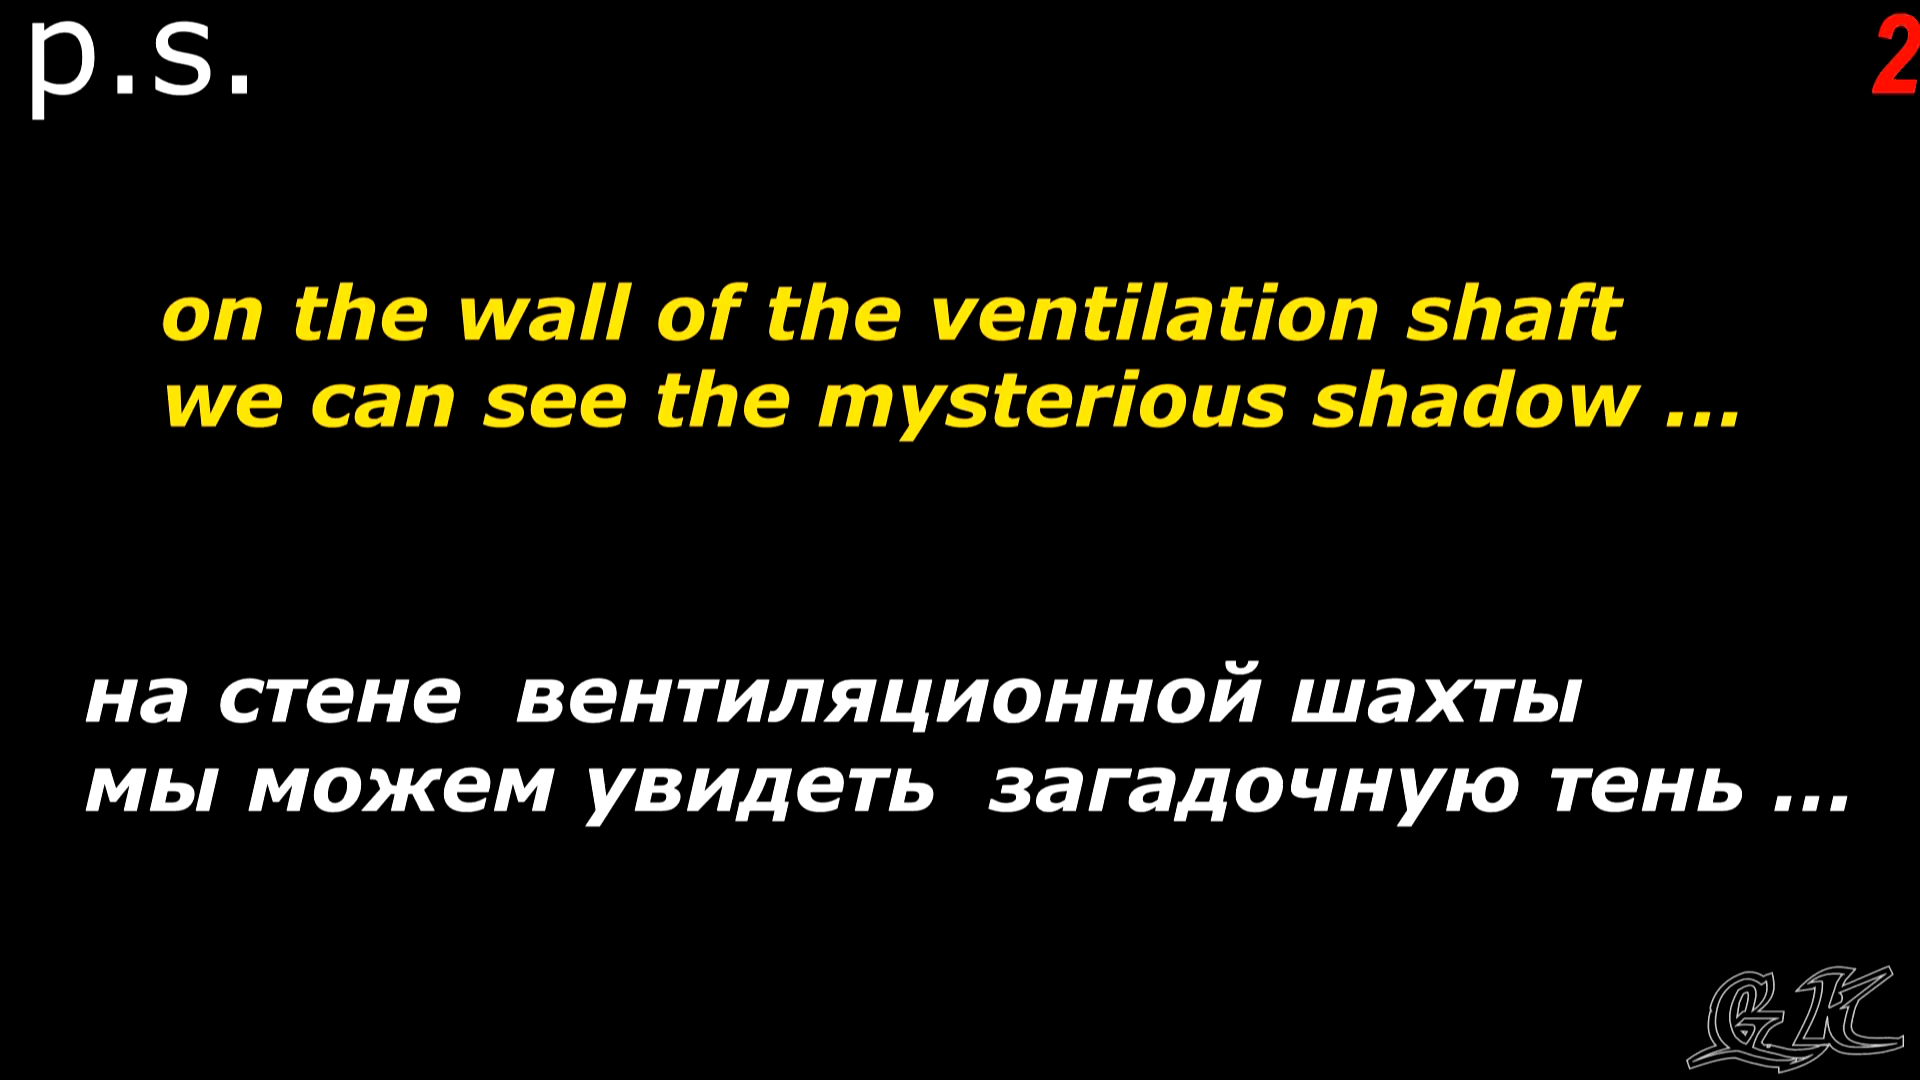 p.s.
2
on the wall of the ventilation shaft
we can see the mysterious shadow ...
на стене вентиляционной шахты
мы можем увидеть загадочную тень ...
GK